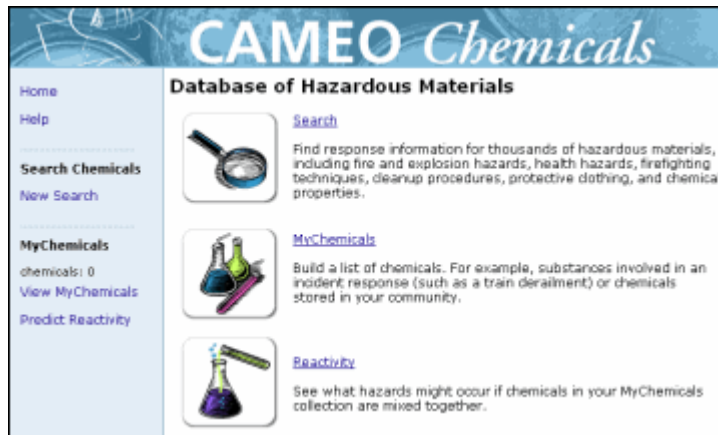 CAMEO Chemicals
Home
Help
Search Chemicals
New Search
MyChemicals
chemicals: 0
View MyChemicals
Predict Reactivity
Database of Hazardous Materials
Search
Find response information for thousands of hazardous materials,
including fire and explosion hazards, health hazards, firefighting
techniques, cleanup procedures, protective clothing, and chemica
properties.
MyChemicals
Build a list of chemicals. For example, substances involved in an
incident response (such as a train derailment) or chemicals
stored in your community.
Reactivity
See what hazards might occur if chemicals in your MyChemicals
collection are mixed together.